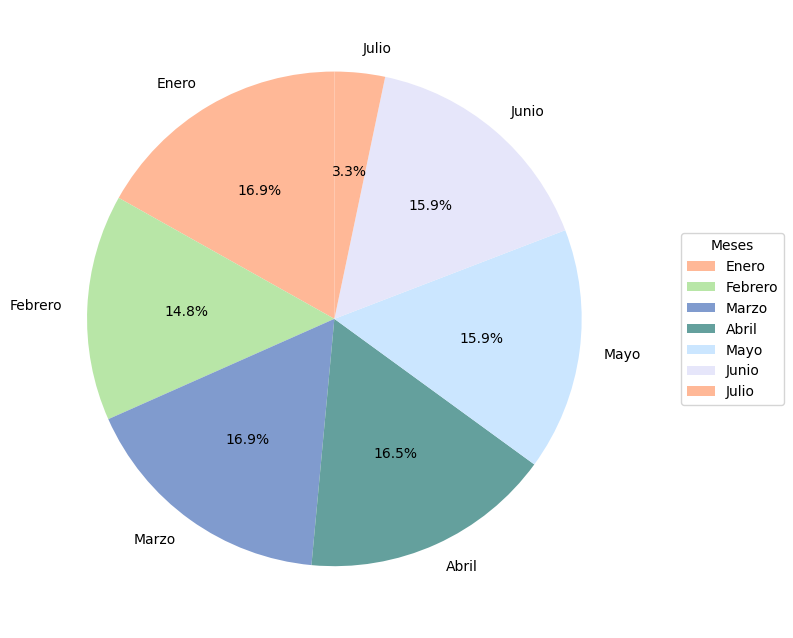 Julio
Enero
Junio
3.3%
16.9%
15.9%
Febrero
14.8%
15.9%
Mayo
16.9%
16.5%
Marzo
Abril
Meses
Enero
Febrero
Marzo
Abril
Mayo
Junio
Julio